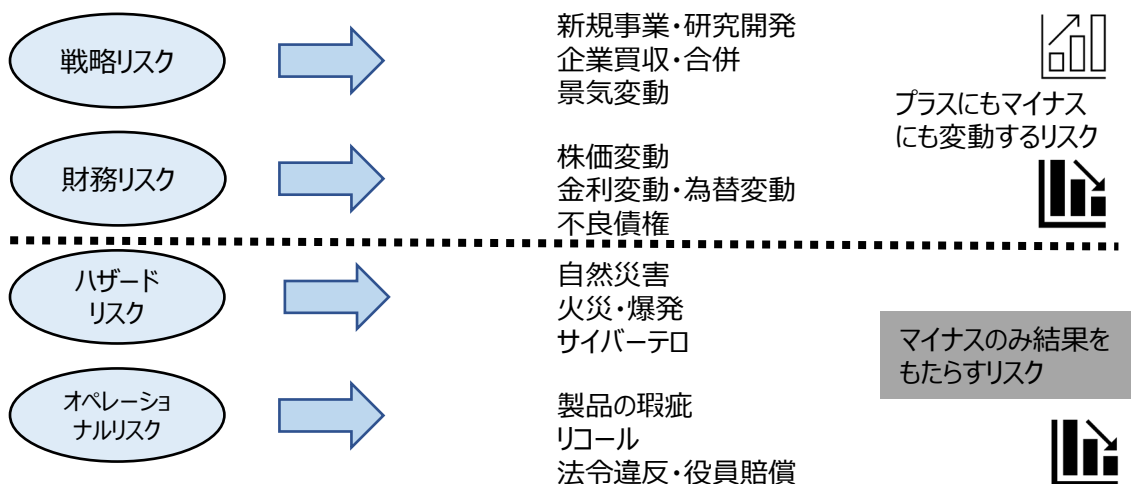 戦略リスク
新規事業・研究開発
企業買収・合併
景気変動
プラスにもマイナス
にも変動するリスク
財務リスク
株価変動
金利変動・為替変動
不良債権
ハザード
リスク
自然災害
火災・爆発
サイバーテロ
マイナスのみ結果を
もたらすリスク
オペレーショ
ナルリスク
製品の瑕疵
リコール
法令違反・役員賠償